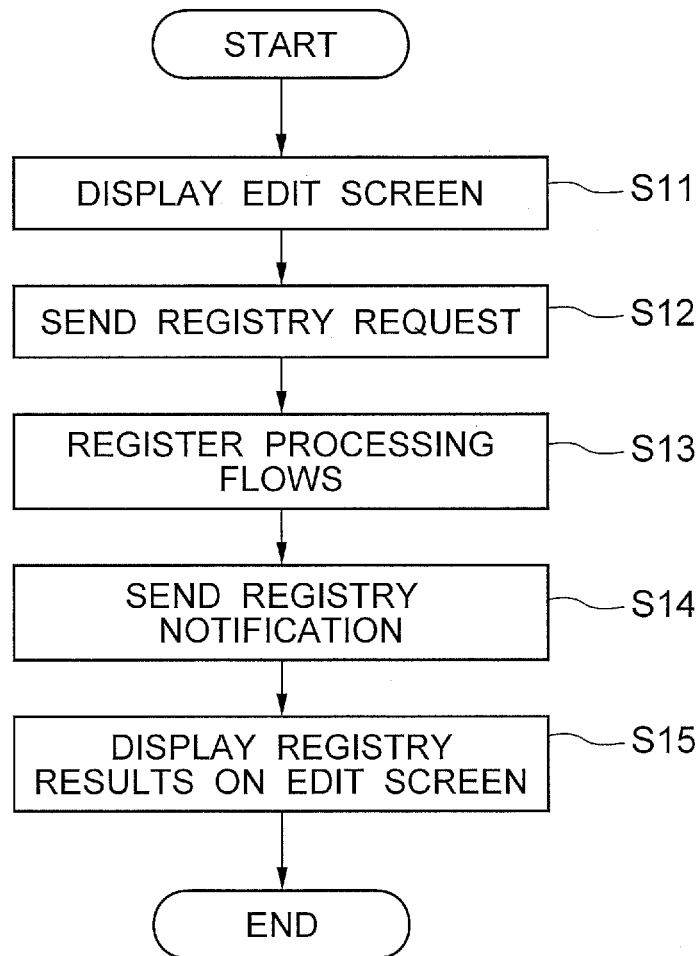 START
DISPLAY EDIT SCREEN
S11
SEND REGISTRY REQUEST
S12
REGISTER PROCESSING
FLOWS
S13
SEND REGISTRY
NOTIFICATION
S14
DISPLAY REGISTRY
RESULTS ON EDIT SCREEN
S15
END